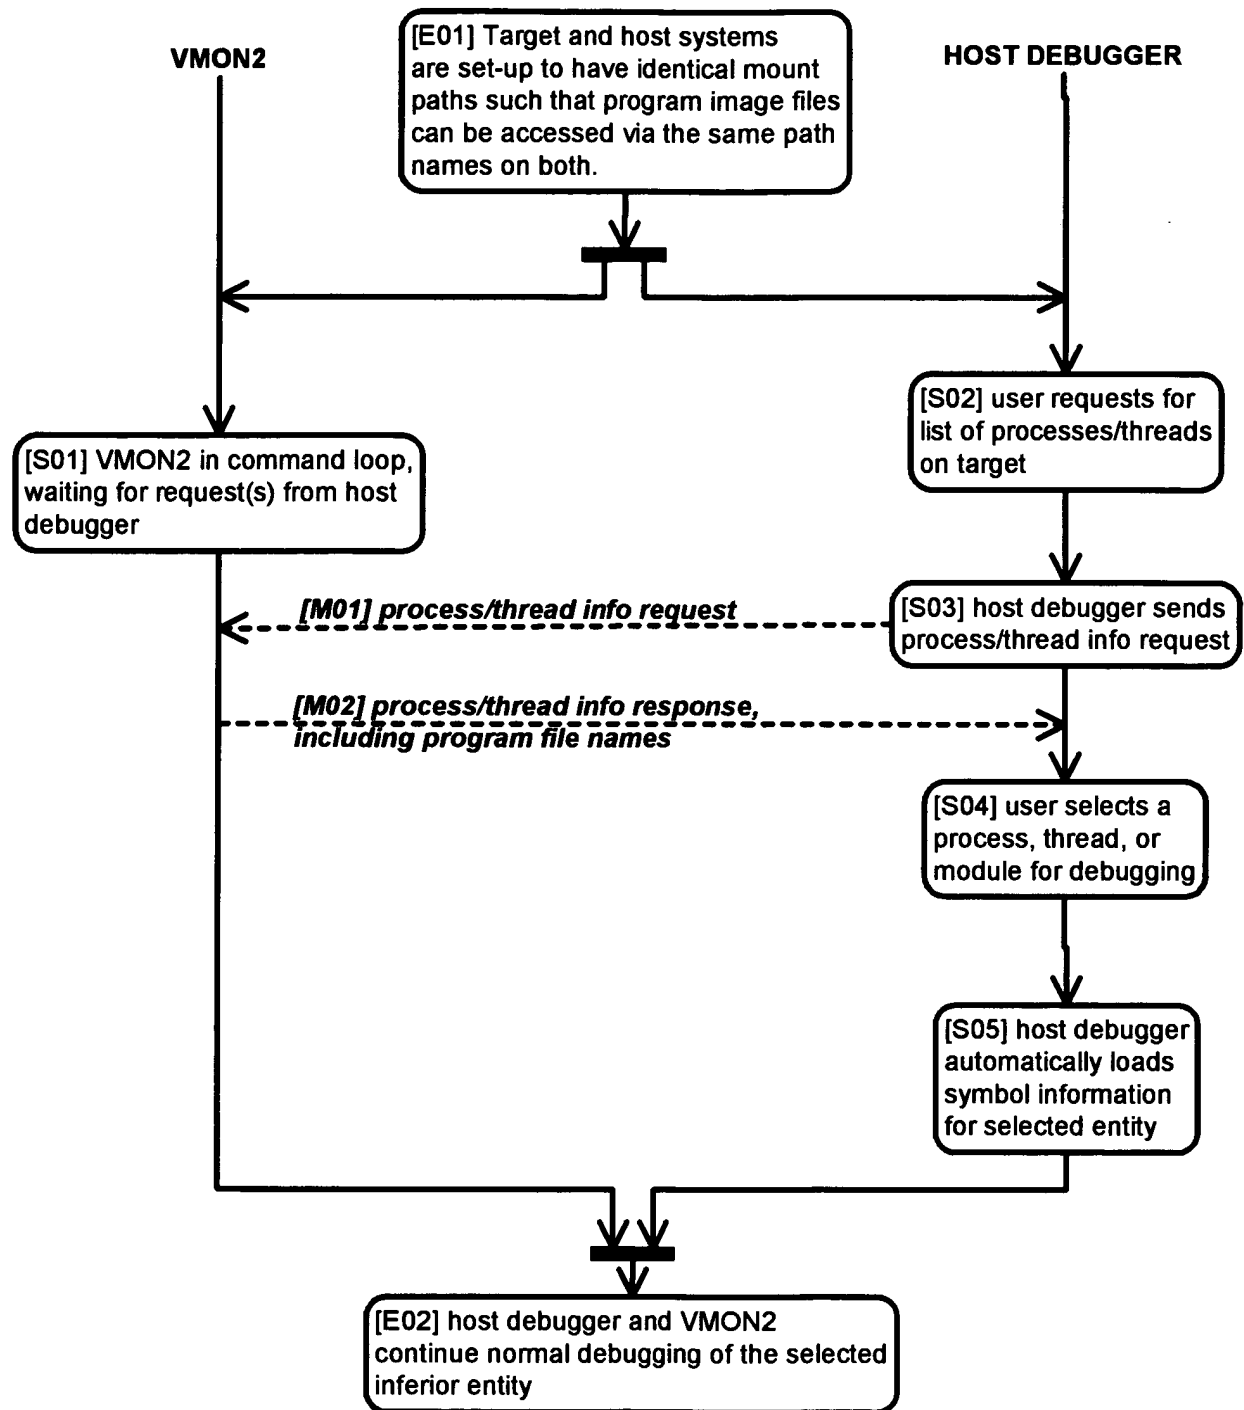 VMON2
[E01] Target and host systems
are set-up to have identical mount
paths such that program image files
can be accessed via the same path
names on both.
HOST DEBUGGER
[S02] user requests for
list of processes/threads
on target
[S01] VMON2 in command loop,
waiting for request(s) from host
debugger
[M01] process/thread info request
[S03] host debugger sends
process/thread info request
[M02] process/thread info response,
including program file names
[S04] user selects a
process, thread, or
module for debugging
[S05] host debugger
automatically loads
symbol information
for selected entity
[E02] host debugger and VMON2
continue normal debugging of the selected
inferior entity